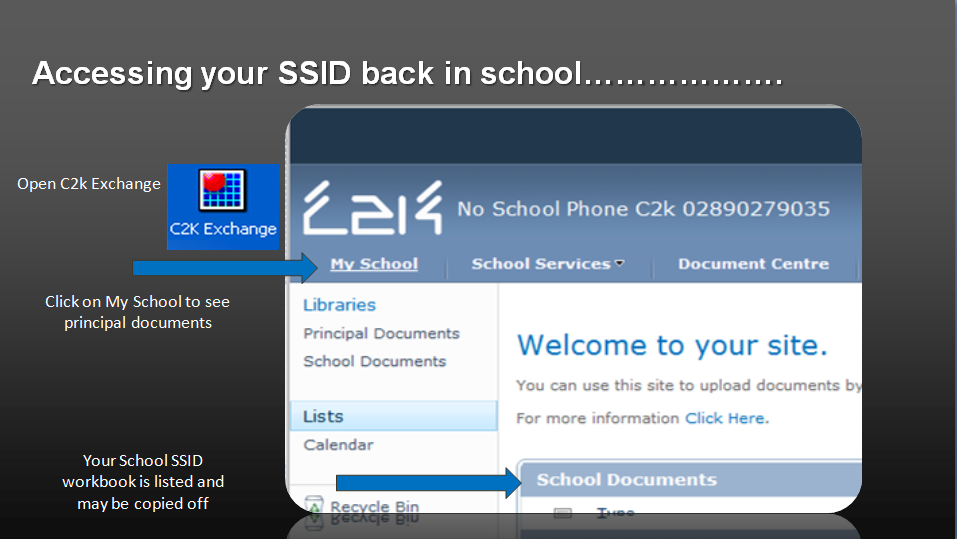 Accessing your SSID back in school……………….
Open C2k Exchange
C2K Exchange
C2K No School Phone C2k 02890279035
My School School Services Document Centre
Click on My School to see
principal documents
Libraries
Principal Documents
School Documents
Lists
Calendar
Recycle Bin
Welcome to your site.
You can use this site to upload documents by
For more information Click Here.
School Documents
Type
Your School SSID
workbook is listed and
may be copied off